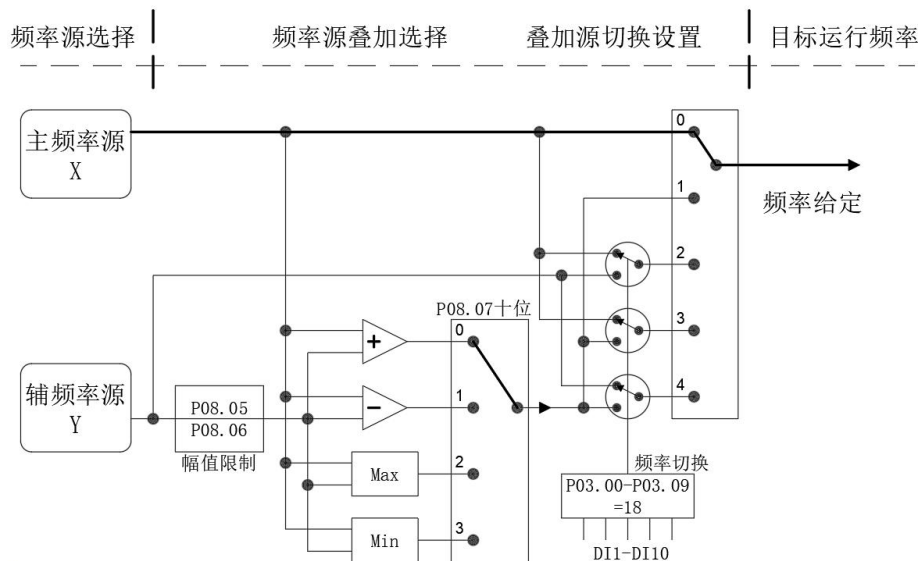 频率源选择
频率源叠加选择
叠加源切换设置
目标运行频率
主频率源
X
0
1
2
3
4
频率给定
辅频率源
Y
P08.05
P08.06
幅值限制
+
-
Max
Min
P08.07十位
0
1
2
3
频率切换
P03.00-P03.09
=18
DI1-DI10